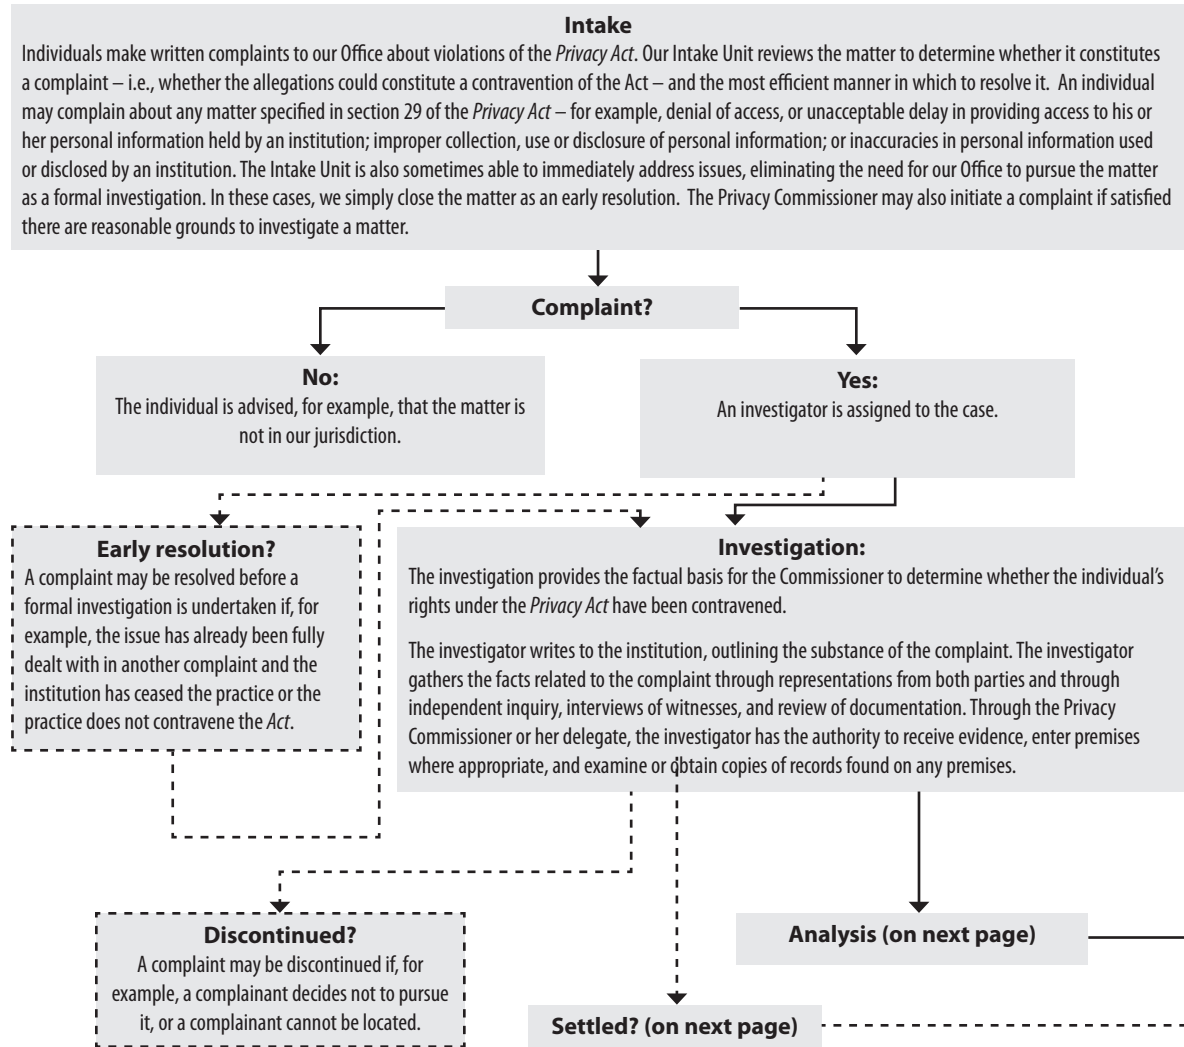 Intake
Individuals make written complaints to our Office about violations of the Privacy Act. Our Intake Unit reviews the matter to determine whether it constitutes
a complaint – i.e., whether the allegations could constitute a contravention of the Act – and the most efficient manner in which to resolve it. An individual
may complain about any matter specified in section 29 of the Privacy Act – for example, denial of access, or unacceptable delay in providing access to his or
her personal information held by an institution; improper collection, use or disclosure of personal information; or inaccuracies in personal information used
or disclosed by an institution. The Intake Unit is also sometimes able to immediately address issues, eliminating the need for our Office to pursue the matter
as a formal investigation. In these cases, we simply close the matter as an early resolution. The Privacy Commissioner may also initiate a complaint if satisfied
there are reasonable grounds to investigate a matter.
Complaint?
No:
The individual is advised, for example, that the matter is
not in our jurisdiction.
Yes:
An investigator is assigned to the case.
Early resolution?
A complaint may be resolved before a
formal investigation is undertaken if, for
example, the issue has already been fully
dealt with in another complaint and the
institution has ceased the practice or the
practice does not contravene the Act.
Investigation:
The investigation provides the factual basis for the Commissioner to determine whether the individual's
rights under the Privacy Act have been contravened.
The investigator writes to the institution, outlining the substance of the complaint. The investigator
gathers the facts related to the complaint through representations from both parties and through
independent inquiry, interviews of witnesses, and review of documentation. Through the Privacy
Commissioner or her delegate, the investigator has the authority to receive evidence, enter premises
where appropriate, and examine or obtain copies of records found on any premises.
Discontinued?
A complaint may be discontinued if, for
example, a complainant decides not to pursue
it, or a complainant cannot be located.
Analysis (on next page)
Settled? (on next page)